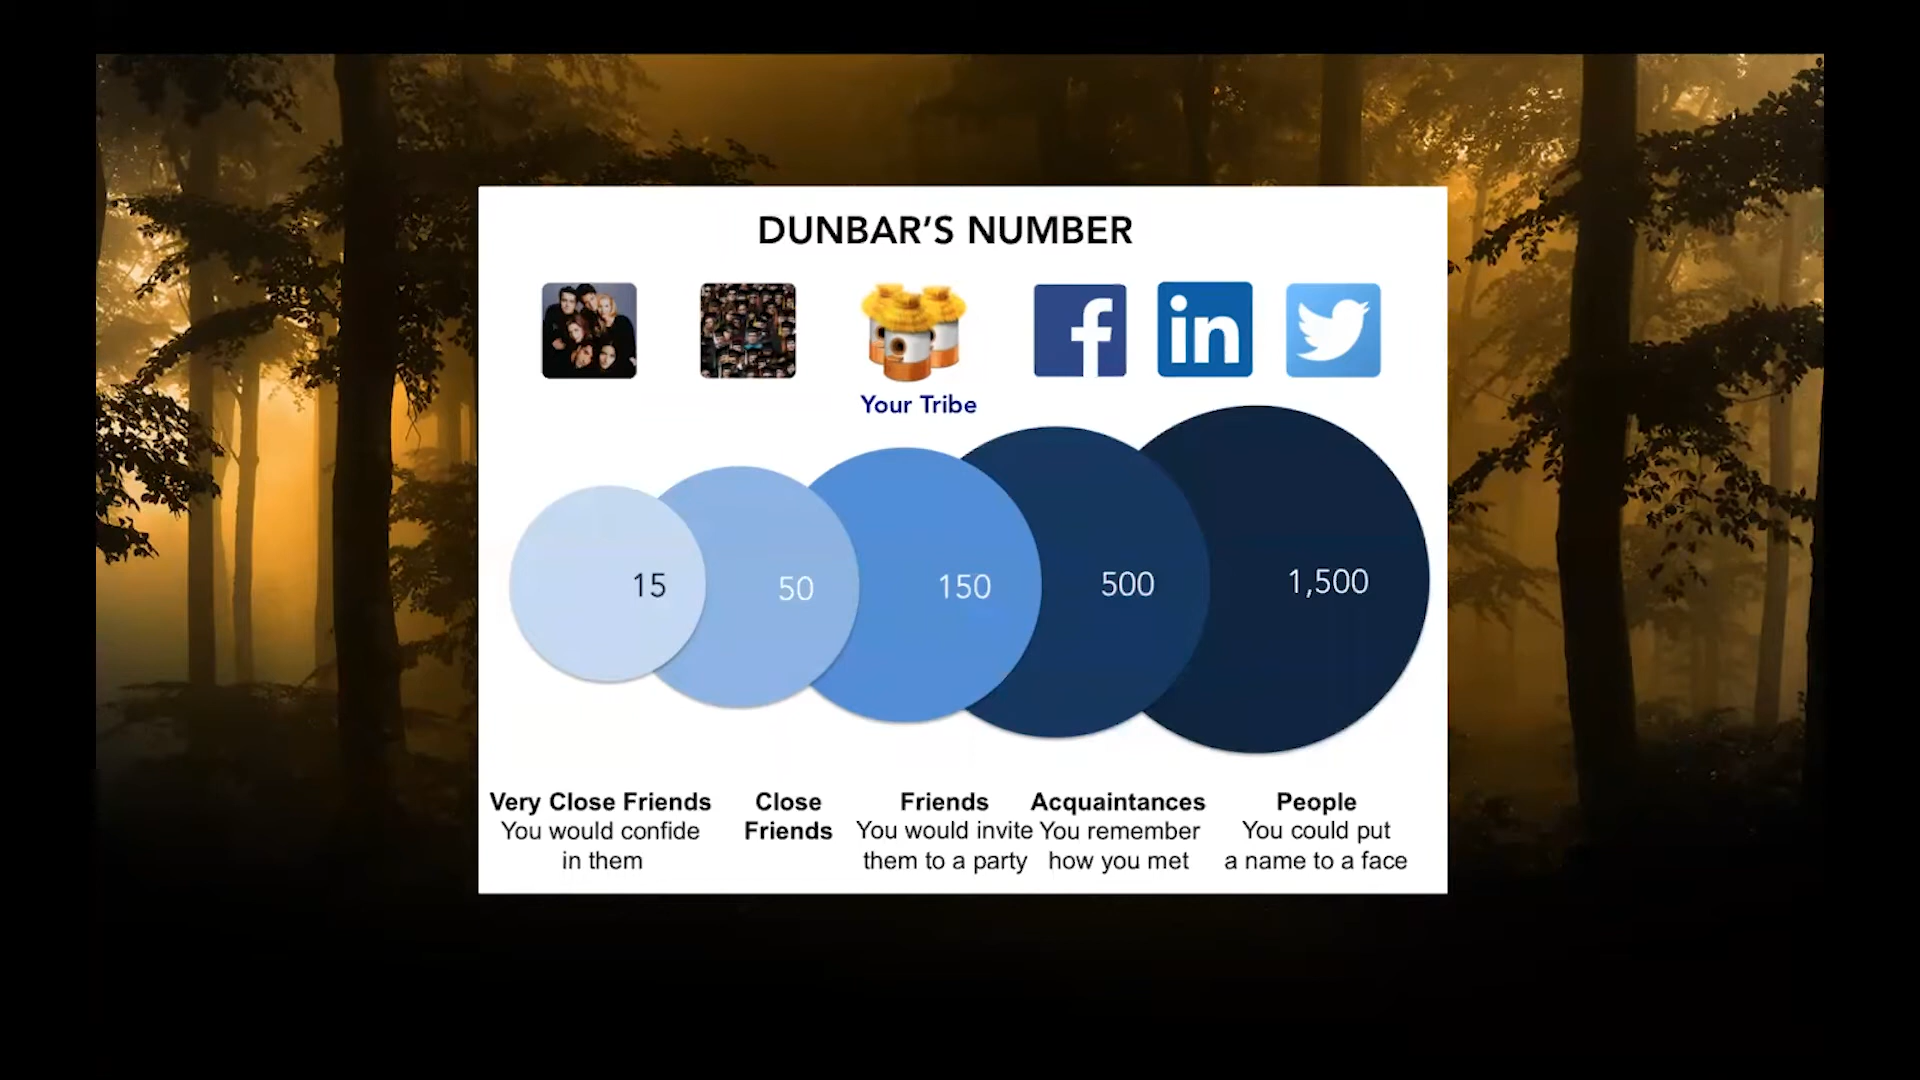 DUNBAR'S NUMBER
f
in
Your Tribe
15
50
150
500
1,500
Very Close Friends
You would confide
in them
Close
Friends
Friends
You would invite
them to a party
Acquaintances
You remember
how you met
People
You could put
a name to a face